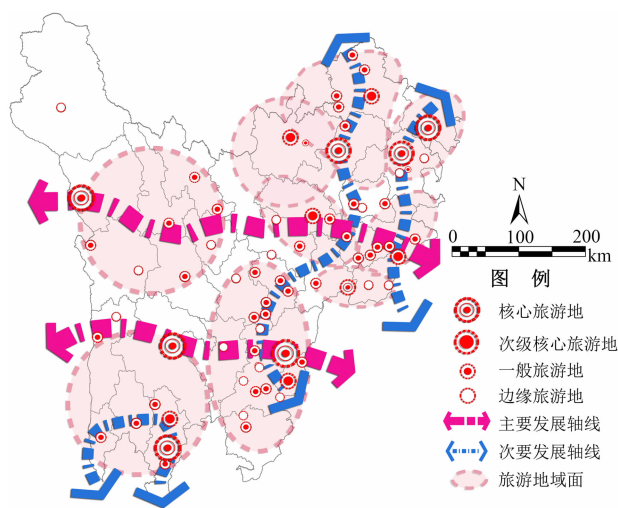 N
0 100 200
km
图 例
核心旅游地
次级核心旅游地
一般旅游地
边缘旅游地
主要发展轴线
次要发展轴线
旅游地域面